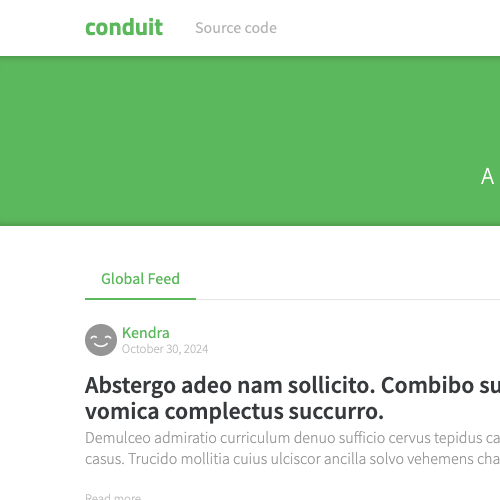 conduit Source code
A
Global Feed
Kendra
October 30, 2024
Abstergo adeo nam sollicito. Combibo su
vomica complectus succurro.
Demulceo admiratio curriculum denuo sufficio cervus tepidus ca
casus. Trucido mollitia cuius ulciscor ancilla solvo vehemens cha
Read more